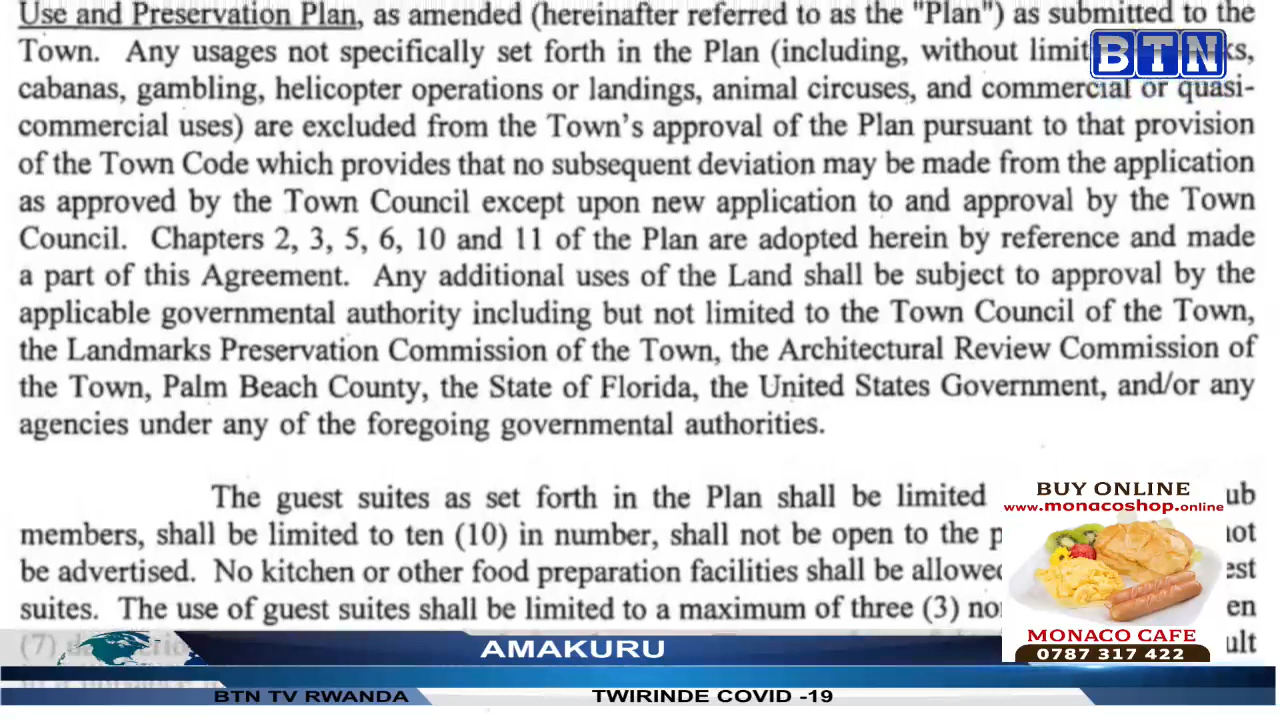 Use and Preservation Plan, as amended (hereinafter referred to as the "Plan") as submitted to the
Town. Any usages not specifically set forth in the Plan (including, without
BTN
cabanas, gambling, helicopter operations or landings, animal circuses, and commercial or quasi-
commercial uses) are excluded from the Town's approval of the Plan pursuant to that provision
of the Town Code which provides that no subsequent deviation may be made from the application
as approved by the Town Council except upon new application to and approval by the Town
Council. Chapters 2, 3, 5, 6, 10 and 11 of the Plan are adopted herein by reference and made
a part of this Agreement. Any additional uses of the Land shall be subject to approval by the
applicable governmental authority including but not limited to the Town Council of the Town,
the Landmarks Preservation Commission of the Town, the Architectural Review Commission of
the Town, Palm Beach County, the State of Florida, the United States Government, and/or any
agencies under any of the foregoing governmental authorities.
The guest suites as set forth in the Plan shall be limited
members, shall be limited to ten (10) in number, shall not be open to the
be advertised. No kitchen or other food preparation facilities shall be
suites. The use of guest suites shall be limited to a maximum of three (3)
(7)
BUY ONLINE
www.monacoshop.online
MONACO CAFE
0787 317 422
AMAKURU
BTN TV RWANDA
TWIRINDE COVID -19